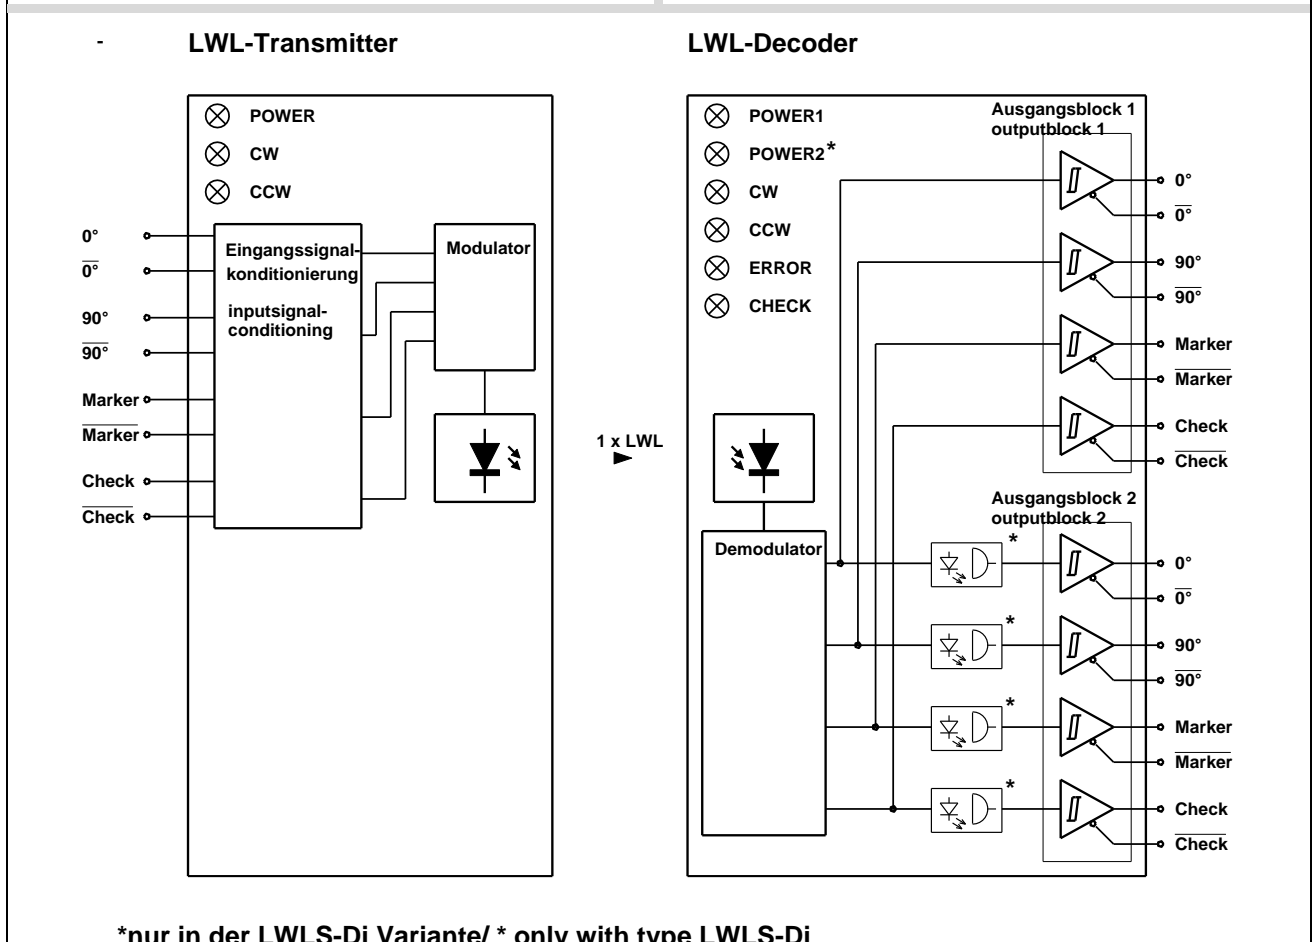 -
LWL-Transmitter
POWER
CW
CCW
0°
0°
90°
90°
Marker
Marker
Check
Check
Eingangssignal-
konditionierung
inputsignal-
conditioning
Modulator
1 x LWL
LWL-Decoder
POWER1
POWER2*
CW
CCW
ERROR
CHECK
Demodulator
Ausgangsblock 1
outputblock 1
0°
0°
90°
90°
Marker
Marker
Check
Check
Ausgangsblock 2
outputblock 2
*
*
*
*
0°
0°
90°
90°
Marker
Marker
Check
Check
*nur in der LWLS-Di Variante/ * only with type LWLS-Di